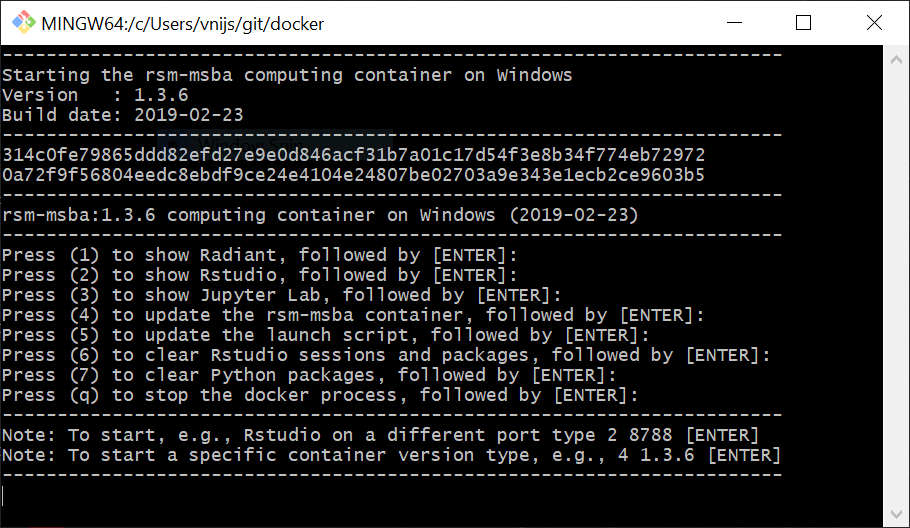 MINGW64:/c/Users/vnijs/git/docker
-----------------------------------------------------------------------
Starting the rsm-msba computing container on Windows
Version   : 1.3.6
Build date: 2019-02-23
-----------------------------------------------------------------------
314c0fe79865ddd82efd27e9e0d846acf31b7a01c17d54f3e8b34f774eb72972
0a72f9f56804eedc8ebdf9ce24e4104e24807be02703a9e343e1ecb2ce9603b5
-----------------------------------------------------------------------
rsm-msba:1.3.6 computing container on Windows (2019-02-23)
-----------------------------------------------------------------------
Press (1) to show Radiant, followed by [ENTER]:
Press (2) to show Rstudio, followed by [ENTER]:
Press (3) to show Jupyter Lab, followed by [ENTER]:
Press (4) to update the rsm-msba container, followed by [ENTER]:
Press (5) to update the launch script, followed by [ENTER]:
Press (6) to clear Rstudio sessions and packages, followed by [ENTER]:
Press (7) to clear Python packages, followed by [ENTER]:
Press (q) to stop the docker process, followed by [ENTER]:
-----------------------------------------------------------------------
Note: To start, e.g., Rstudio on a different port type 2 8788 [ENTER]
Note: To start a specific container version type, e.g., 4 1.3.6 [ENTER]
-----------------------------------------------------------------------